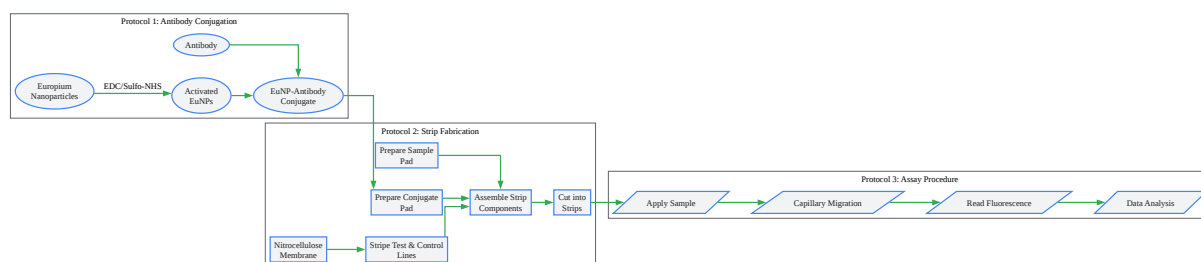 Protocol 1: Antibody Conjugation
Antibody
Europium
Nanoparticles
EDC/Sulfo-NHS
Activated
EuNPs
EuNP-Antibody
Conjugate
Protocol 2: Strip Fabrication
Prepare Sample
Pad
Prepare Conjugate
Pad
Assemble Strip
Components
Cut into
Strips
Nitrocellulose
Membrane
Stripe Test & Control
Lines
Protocol 3: Assay Procedure
Apply Sample
Capillary Migration
Read Fluorescence
Data Analysis